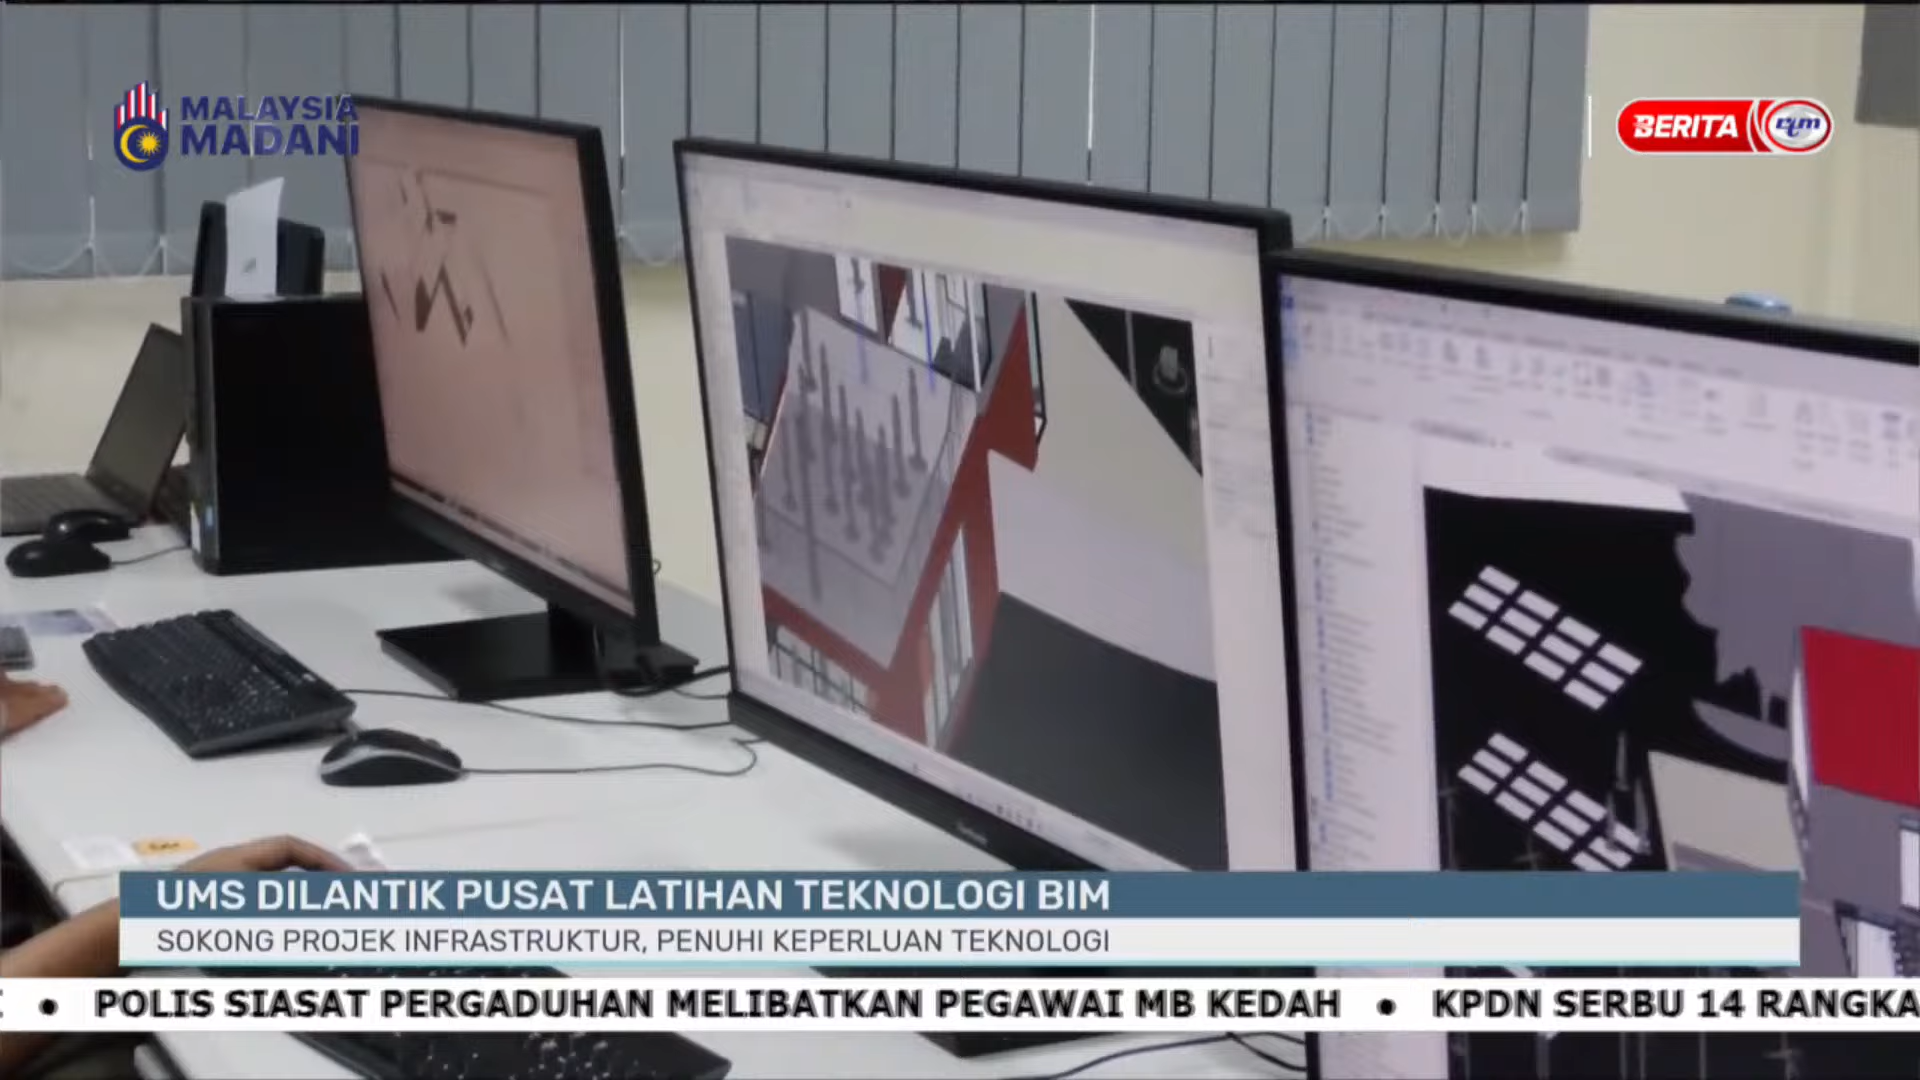 MALAYSIA
MADANI
BERITA rtm
UMS DILANTIK PUSAT LATIHAN TEKNOLOGI BIM
SOKONG PROJEK INFRASTRUKTUR, PENUHI KEPERLUAN TEKNOLOGI
• POLIS SIASAT PERGADUHAN MELIBATKAN PEGAWAI MB KEDAH • KPDN SERBU 14 RANGKA